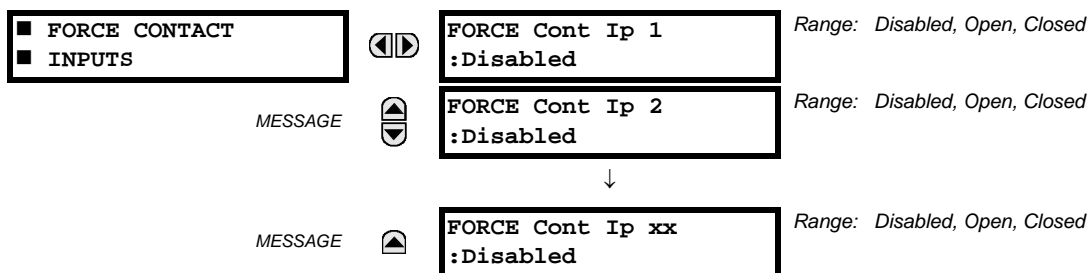 ■ FORCE CONTACT
■ INPUTS
FORCE Cont Ip 1
:Disabled
Range: Disabled, Open, Closed
MESSAGE
FORCE Cont Ip 2
:Disabled
Range: Disabled, Open, Closed
↓
MESSAGE
FORCE Cont Ip xx
:Disabled
Range: Disabled, Open, Closed